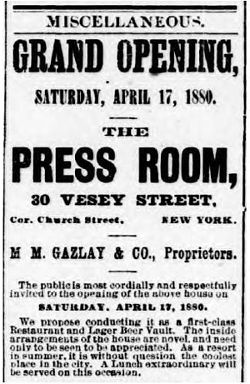 MISCELLANEOUS.
GRAND OPENING,
SATURDAY, APRIL 17, 1880.
THE
PRESS ROOM,
30 VESEY STREET,
Cor. Church Street, NEW YORK.
M M. GAZLAY & CO., Proprietors.
The public is most cordially and respectfully
invited to the opening of the above house on
SATURDAY, APRIL 17, 1880.
We propose conducting it as a first-class
Restaurant and Lager Beer Vault. The inside
arrangements of the house are novel, and need
only to be seen to be appreciated. As a resort
in summer, it is without question the coolest
place in the city. A Lunch extraordinary will
be served on this occasion.